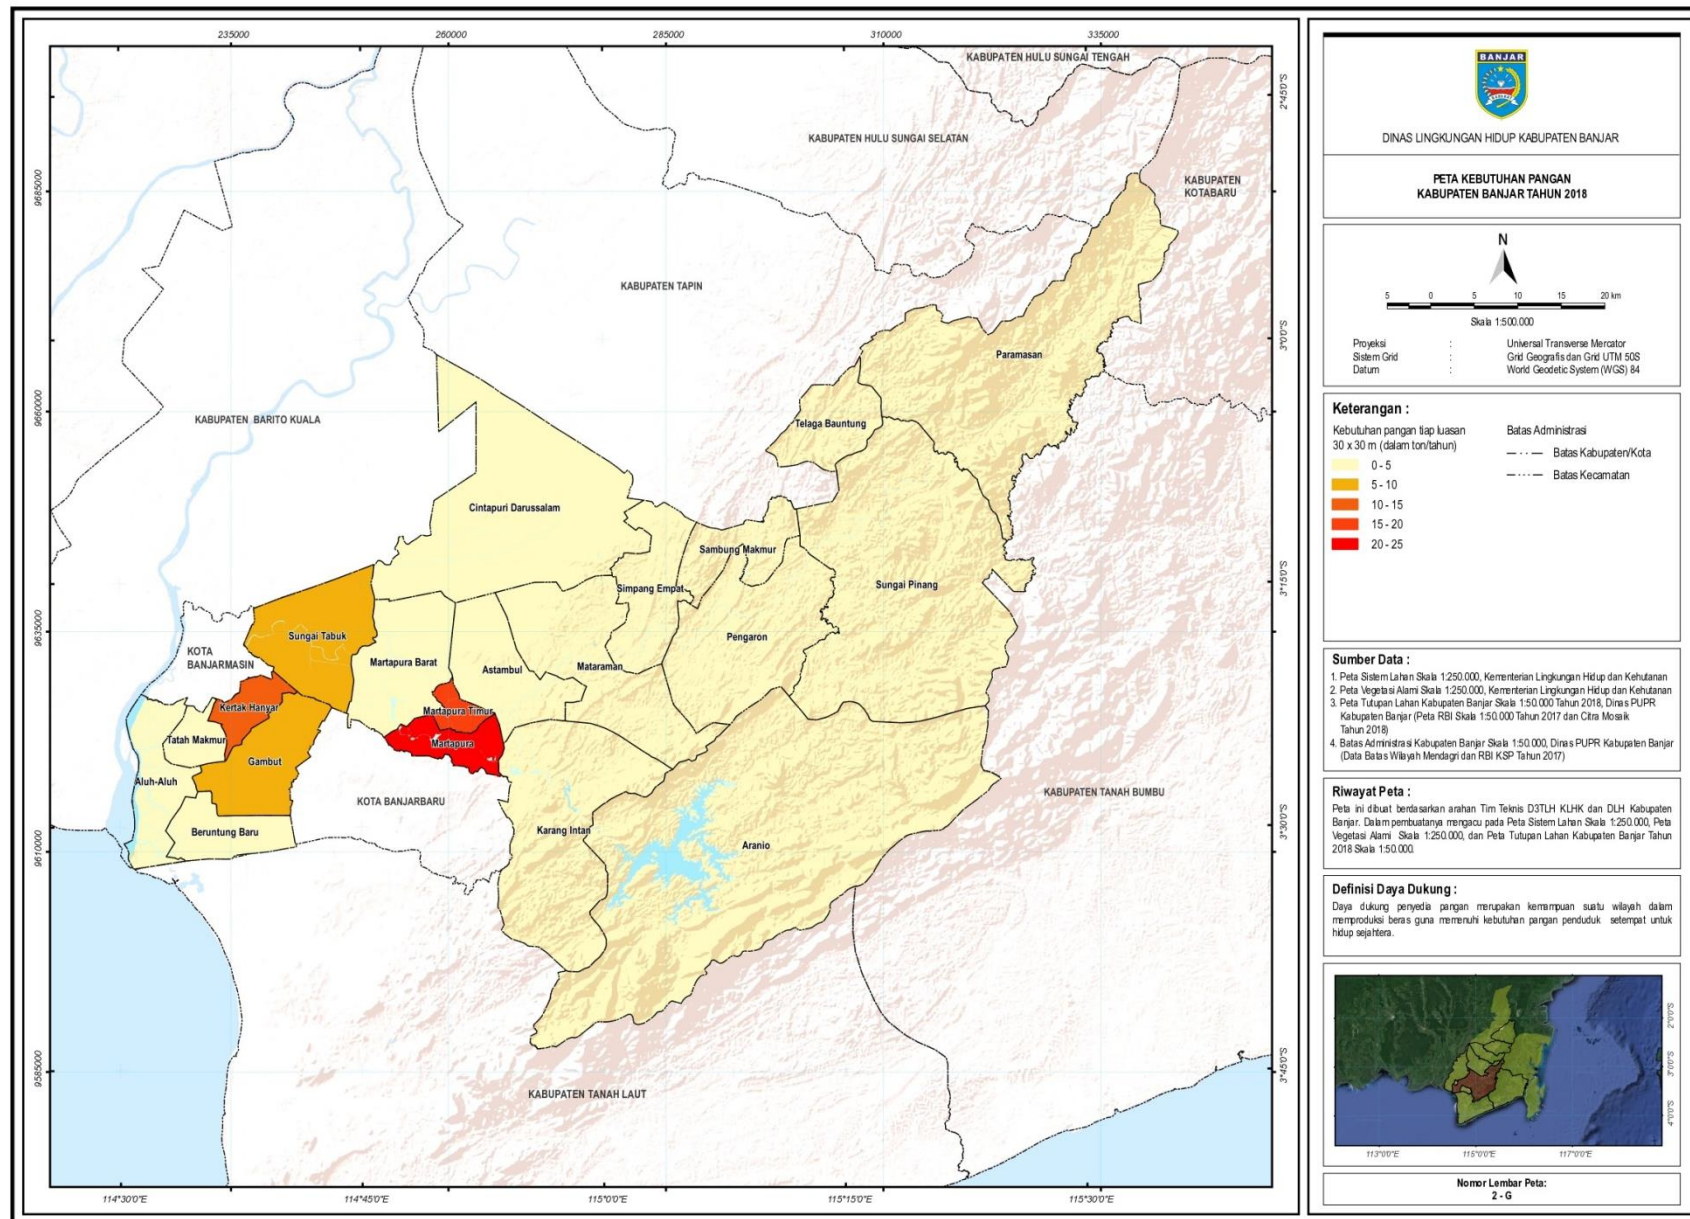 235000
260000
285000
310000
335000
KABUPATEN HULU SUNGAI TENGAH
KABUPATEN HULU SUNGAI SELATAN
KABUPATEN
KOTABARU
KABUPATEN TAPIN
KABUPATEN BARITO KUALA
Paramasan
Telaga Bauntung
Cintapuri Darussalam
Sambung Makmur
Simpang Empat
Sungai Pinang
Sungai Tabuk
Pengaron
KOTA
BANJARMASIN
Martapura Barat
Astambul
Mataraman
Kertak Hanyar
Martapura Timur
Tatah Makmur
Martapura
Gambut
Aluh-Aluh
KOTA BANJARBARU
KABUPATEN TANAH BUMBU
Beruntung Baru
Karang Intan
Aranio
KABUPATEN TANAH LAUT
9685000
9660000
9635000
9610000
9585000
2°45'0"S
3°0'0"S
3°15'0"S
3°30'0"S
3°45'0"S
114°30'0"E
114°45'0"E
115°0'0"E
115°15'0"E
115°30'0"E
BANJAR
DINAS LINGKUNGAN HIDUP KABUPATEN BANJAR
PETA KEBUTUHAN PANGAN
KABUPATEN BANJAR TAHUN 2018
N
5 0 5 10 15 20 km
Skala 1:500.000
Proyeksi : Universal Transverse Mercator
Sistem Grid : Grid Geografis dan Grid UTM 50S
Datum : World Geodetic System (WGS) 84
Keterangan :
Kebutuhan pangan tiap luasan
30 x 30 m (dalam ton/tahun)
0 - 5
5 - 10
10 - 15
15 - 20
20 - 25
Batas Administrasi
Batas Kabupaten/Kota
Batas Kecamatan
Sumber Data :
1. Peta Sistem Lahan Skala 1:250.000, Kementerian Lingkungan Hidup dan Kehutanan
2. Peta Vegetasi Alami Skala 1:250.000, Kementerian Lingkungan Hidup dan Kehutanan
3. Peta Tutupan Lahan Kabupaten Banjar Skala 1:50.000 Tahun 2018, Dinas PUPR
Kabupaten Banjar (Peta RBI Skala 1:50.000 Tahun 2017 dan Citra Mosaik
Tahun 2018)
4. Batas Administrasi Kabupaten Banjar Skala 1:50.000, Dinas PUPR Kabupaten Banjar
(Data Batas Wilayah Mendagri dan RBI KSP Tahun 2017)
Riwayat Peta :
Peta ini dibuat berdasarkan arahan Tim Teknis D3TLH KLHK dan DLH Kabupaten
Banjar. Dalam pembuatanya mengacu pada Peta Sistem Lahan Skala 1:250.000, Peta
Vegetasi Alami Skala 1:250.000, dan Peta Tutupan Lahan Kabupaten Banjar Tahun
2018 Skala 1:50.000.
Definisi Daya Dukung :
Daya dukung penyedia pangan merupakan kemampuan suatu wilayah dalam
memproduksi beras guna memenuhi kebutuhan pangan penduduk setempat untuk
hidup sejahtera.
2°0'0"S
3°0'0"S
4°0'0"S
113°0'0"E
115°0'0"E
117°0'0"E
Nomor Lembar Peta:
2 - G